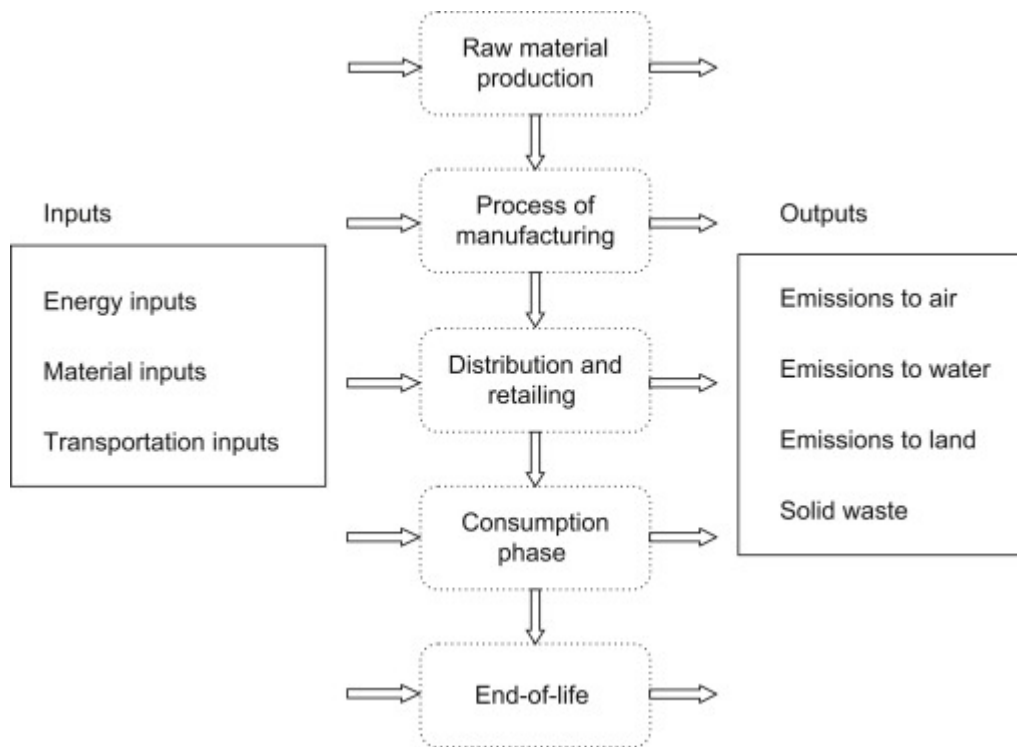 Raw material
production
Inputs
Process of
manufacturing
Outputs
Energy inputs
Material inputs
Transportation inputs
Distribution and
retailing
Emissions to air
Emissions to water
Emissions to land
Solid waste
Consumption
phase
End-of-life